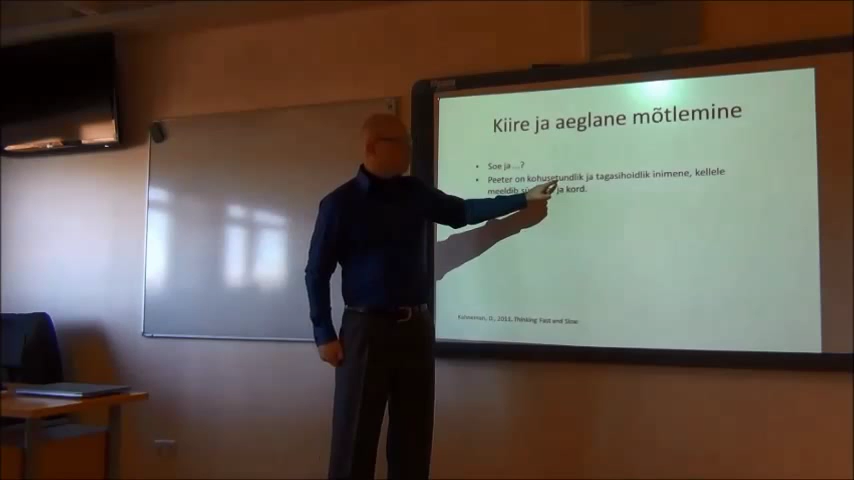 Kiire ja aeglane mõtlemine
• Soe ja ...?
• Peeter on kohusetundlik ja tagasihoidlik inimene, kellele
meeldib ja kord.
Kahneman, D., 2011. Thinking Fast and Slow